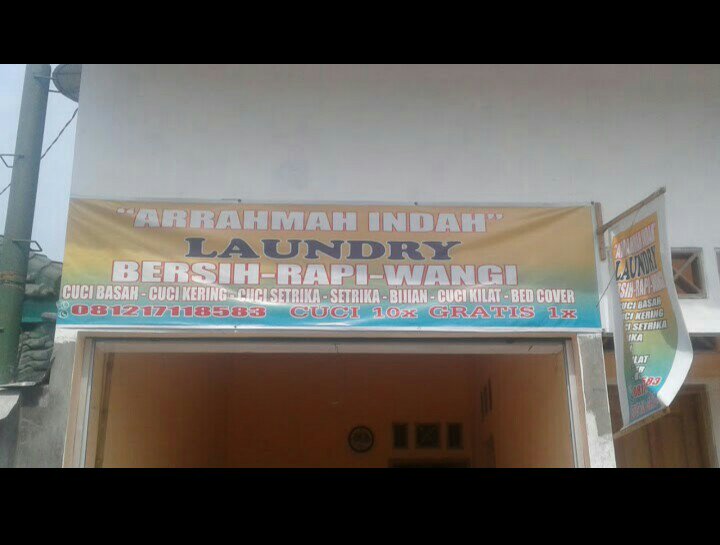 "ARRAHMAH INDAH"
LAUNDRY
BERSIH-RAPI-WANGI
CUCI BASAH - CUCI KERING - CUCI SETRIKA - SETRIKA - BIJIAN - CUCI KILAT - BED COVER
081217118583 CUCI 10x GRATIS 1x
LAUNDRY
CUCI BASAH
CUCI KERING
CUCI SETRIKA